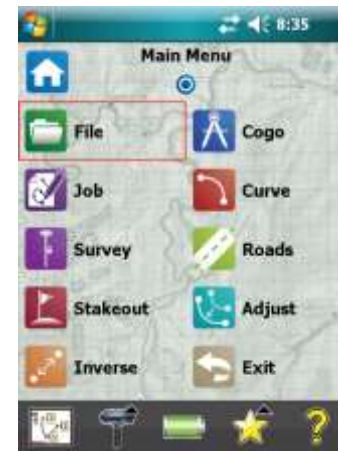 8:35
Main Menu
File
Cogo
Job
Curve
Survey
Roads
Stakeout
Adjust
Inverse
Exit
?